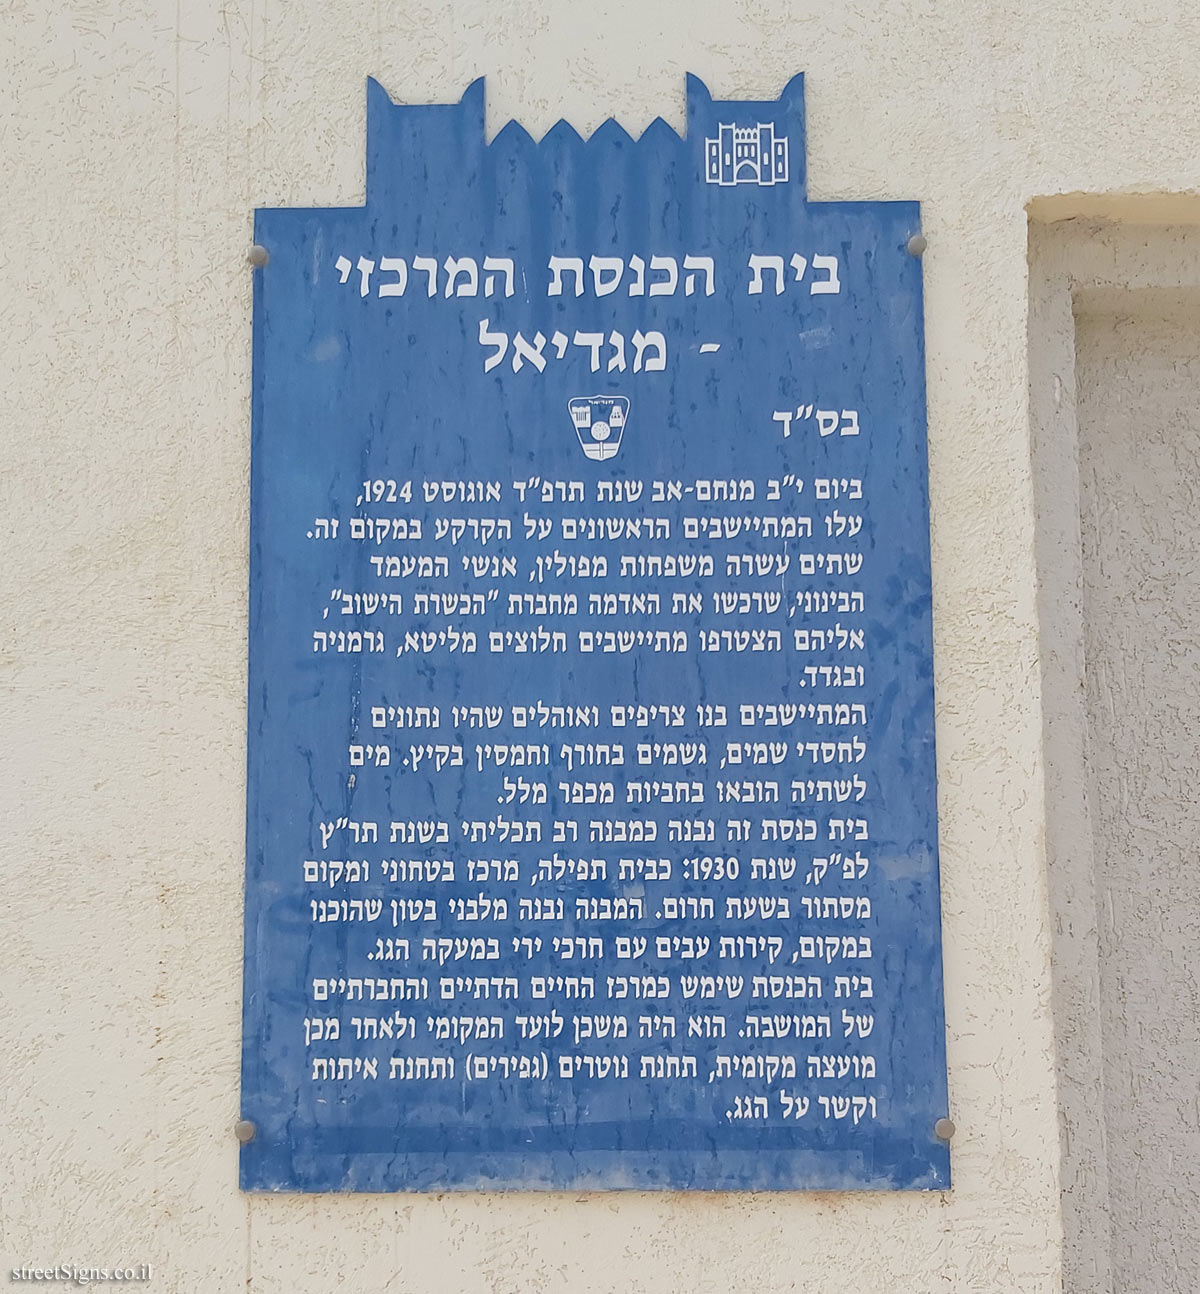 בית הכנסת המרכזי
- מגדיאל
מגדיאל
בס"ד
ביום י"ב מנחם-אב שנת תרפ"ד אוגוסט 1924,
עלו המתיישבים הראשונים על הקרקע במקום זה.
שתים עשרה משפחות מפולין, אנשי המעמד
הבינוני, שרכשו את האדמה מחברת "הכשרת הישוב",
אליהם הצטרפו מתיישבים חלוצים מליטא, גרמניה
ובגדד.
המתיישבים בנו צריפים ואוהלים שהיו נתונים
לחסדי שמים, גשמים בחורף וחמסין בקיץ. מים
לשתיה הובאו בחביות מכפר מלל.
בית כנסת זה נבנה כמבנה רב תכליתי בשנת תר"ץ
לפ"ק, שנת 1930: כבית תפילה, מרכז בטחוני ומקום
מסתור בשעת חרום. המבנה נבנה מלבני בטון שהוכנו
במקום, קירות עבים עם חרכי ירי במעקה הגג.
בית הכנסת שימש כמרכז החיים הדתיים והחברתיים
של המושבה. הוא היה משכן לועד המקומי ולאחר מכן
מועצה מקומית, תחנת נוטרים (גפירים) ותחנת איתות
וקשר על הגג.
streetSigns.co.il